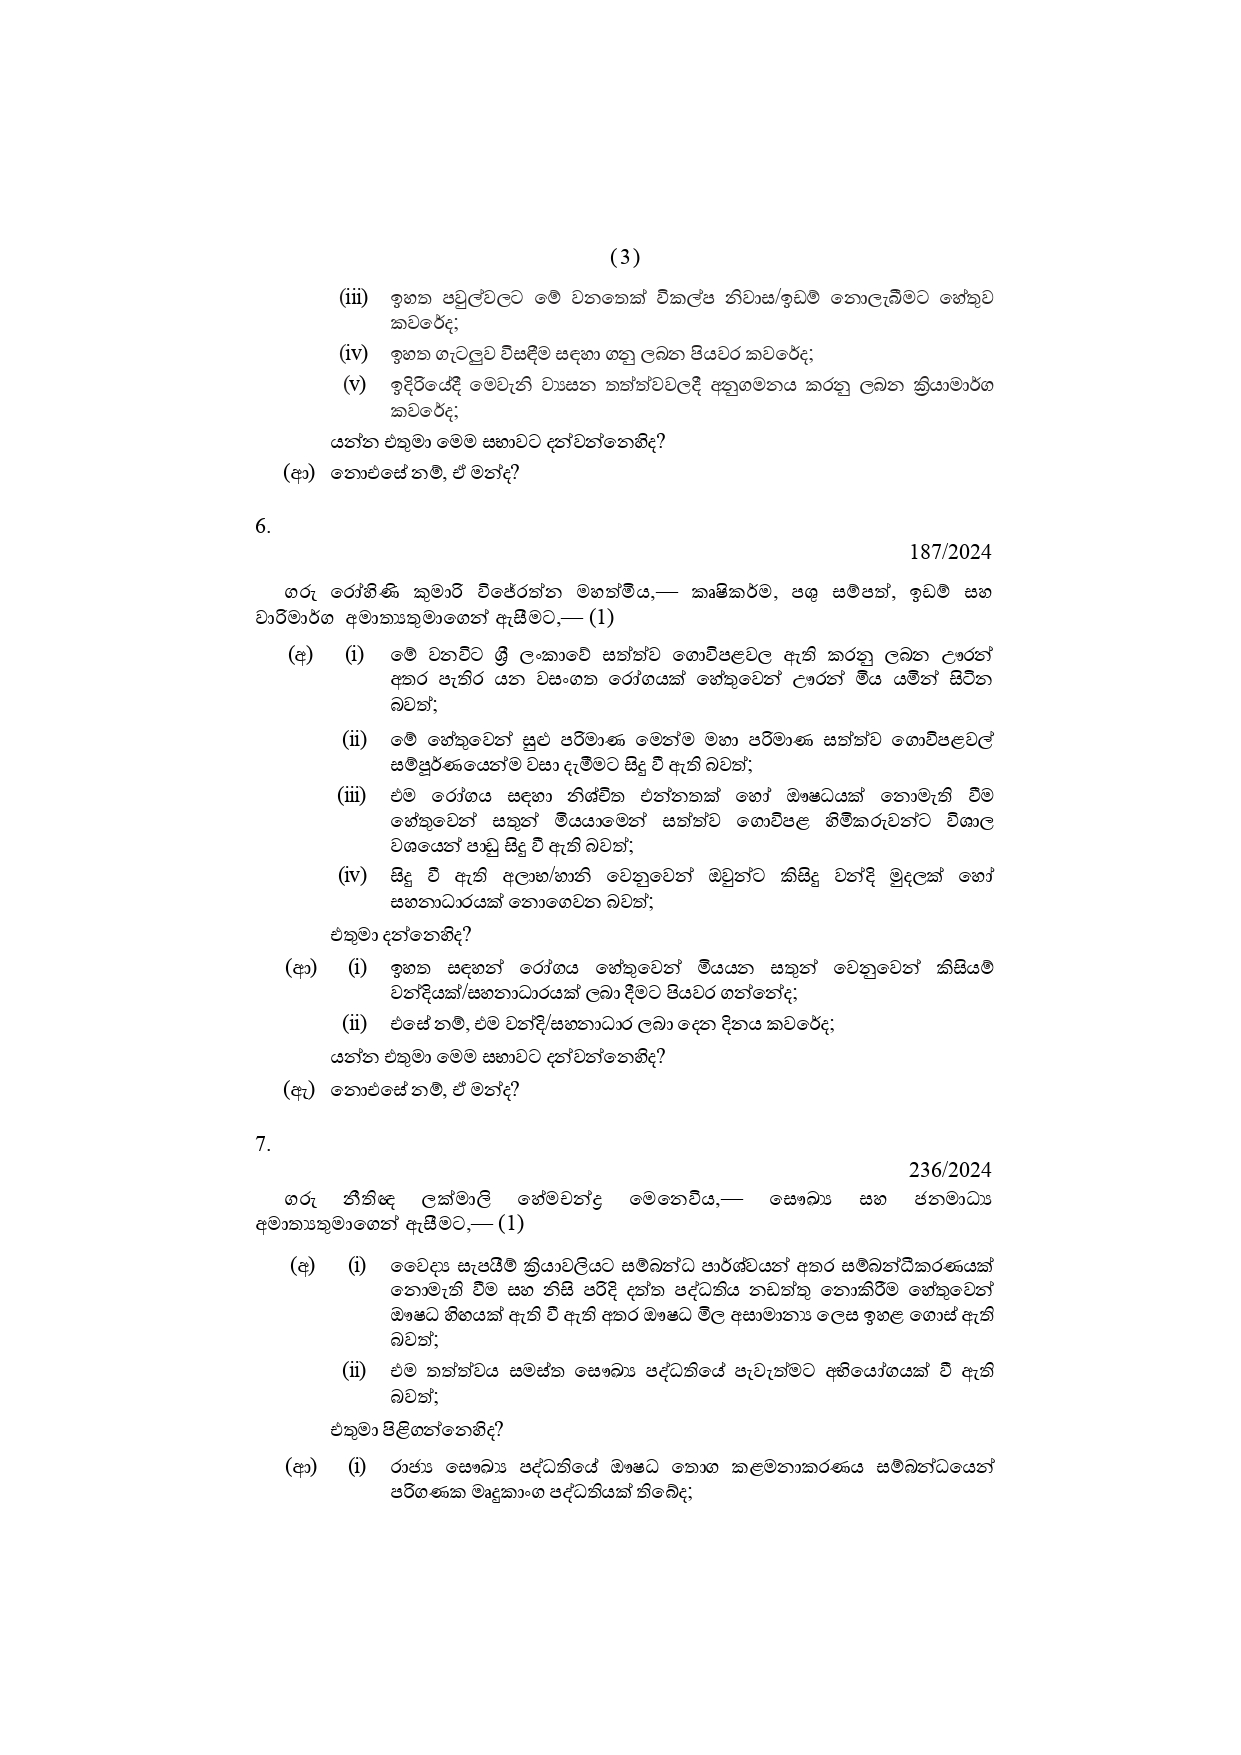 (3)
(iii) ඉහත පවුල්වලට මේ වනතෙක් විකල්ප නිවාස/ඉඩම් නොලැබීමට හේතුව
කවරේද;
(iv) ඉහත ගැටලුව විසඳීම සඳහා ගනු ලබන පියවර කවරේද;
(v) ඉදිරියේදී මෙවැනි ව්‍යසන තත්ත්වවලදී අනුගමනය කරනු ලබන ක්‍රියාමාර්ග
කවරේද;
යන්න එතුමා මෙම සභාවට දන්වන්නෙහිද?
(ආ) නොඑසේ නම්, ඒ මන්ද?
6.
187/2024
ගරු රෝහිණි කුමාරි විජේරත්න මහත්මිය,— කෘෂිකර්ම, පශු සම්පත්, ඉඩම් සහ
වාරිමාර්ග අමාත්‍යතුමාගෙන් ඇසීමට,— (1)
(අ) (i) මේ වනවිට ශ්‍රී ලංකාවේ සත්ත්ව ගොවිපළවල ඇති කරනු ලබන ඌරන්
අතර පැතිර යන වසංගත රෝගයක් හේතුවෙන් ඌරන් මිය යමින් සිටින
බවත්;
(ii) මේ හේතුවෙන් සුළු පරිමාණ මෙන්ම මහා පරිමාණ සත්ත්ව ගොවිපළවල්
සම්පූර්ණයෙන්ම වසා දැමීමට සිදු වී ඇති බවත්;
(iii) එම රෝගය සඳහා නිශ්චිත එන්නතක් හෝ ඖෂධයක් නොමැති වීම
හේතුවෙන් සතුන් මියයාමෙන් සත්ත්ව ගොවිපළ හිමිකරුවන්ට විශාල
වශයෙන් පාඩු සිදු වී ඇති බවත්;
(iv) සිදු වී ඇති අලාභ/හානි වෙනුවෙන් ඔවුන්ට කිසිදු වන්දි මුදලක් හෝ
සහනාධාරයක් නොගෙවන බවත්;
එතුමා දන්නෙහිද?
(ආ) (i) ඉහත සඳහන් රෝගය හේතුවෙන් මියයන සතුන් වෙනුවෙන් කිසියම්
වන්දියක්/සහනාධාරයක් ලබා දීමට පියවර ගන්නේද;
(ii) එසේ නම්, එම වන්දි/සහනාධාර ලබා දෙන දිනය කවරේද;
යන්න එතුමා මෙම සභාවට දන්වන්නෙහිද?
(ඇ) නොඑසේ නම්, ඒ මන්ද?
7.
236/2024
ගරු නීතිඥ ලක්මාලි හේමචන්ද්‍ර මෙනෙවිය,— සෞඛ්‍ය සහ ජනමාධ්‍ය
අමාත්‍යතුමාගෙන් ඇසීමට,— (1)
(අ) (i) වෛද්‍ය සැපයීම් ක්‍රියාවලියට සම්බන්ධ පාර්ශ්වයන් අතර සම්බන්ධීකරණයක්
නොමැති වීම සහ නිසි පරිදි දත්ත පද්ධතිය නඩත්තු නොකිරීම හේතුවෙන්
ඖෂධ හිඟයක් ඇති වී ඇති අතර ඖෂධ මිල අසාමාන්‍ය ලෙස ඉහළ ගොස් ඇති
බවත්;
(ii) එම තත්ත්වය සමස්ත සෞඛ්‍ය පද්ධතියේ පැවැත්මට අභියෝගයක් වී ඇති
බවත්;
එතුමා පිළිගන්නෙහිද?
(ආ) (i) රාජ්‍ය සෞඛ්‍ය පද්ධතියේ ඖෂධ තොග කළමනාකරණය සම්බන්ධයෙන්
පරිගණක මෘදුකාංග පද්ධතියක් තිබේද;